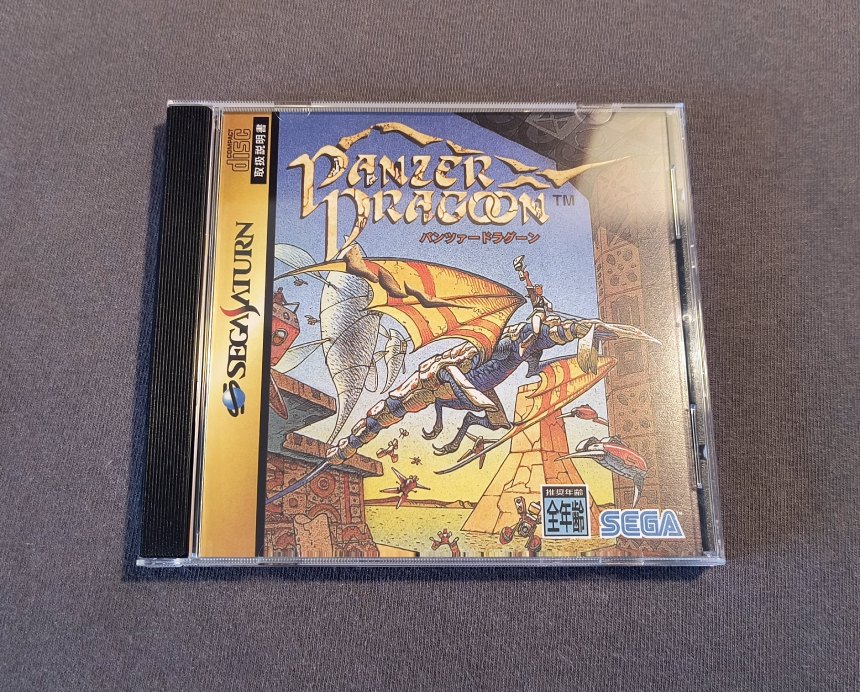 COMPACT
disc
取扱説明書
SEGA SATURN
PANZER
DRAGOON TM
パンツァードラグーン
推奨年齢
全年齢
SEGA